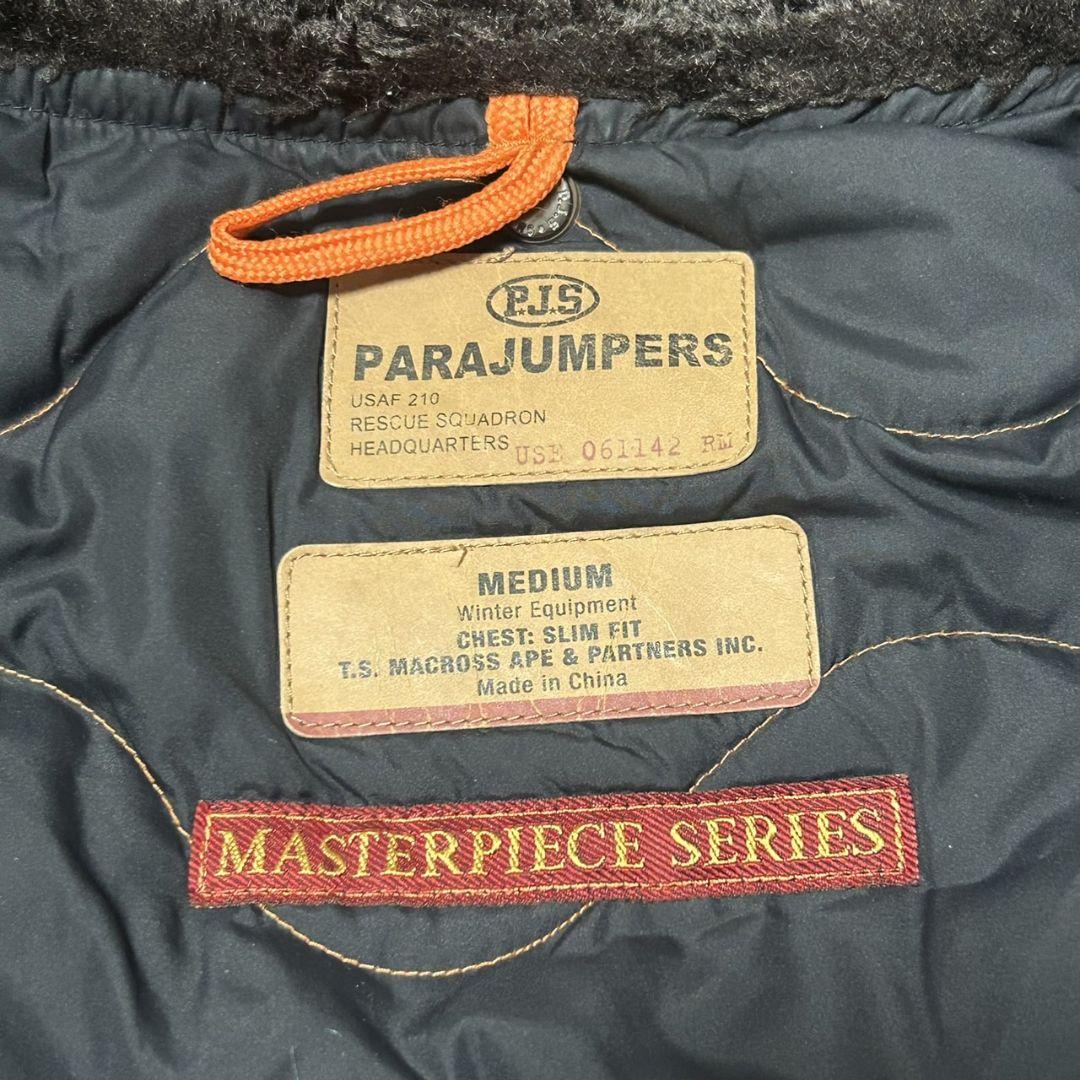 P.J.S
PARAJUMPERS
USAF 210
RESCUE SQUADRON
HEADQUARTERS USE 061142 RM
MEDIUM
Winter Equipment
CHEST: SLIM FIT
T.S. MACROSS APE & PARTNERS INC.
Made in China
MASTERPIECE SERIES